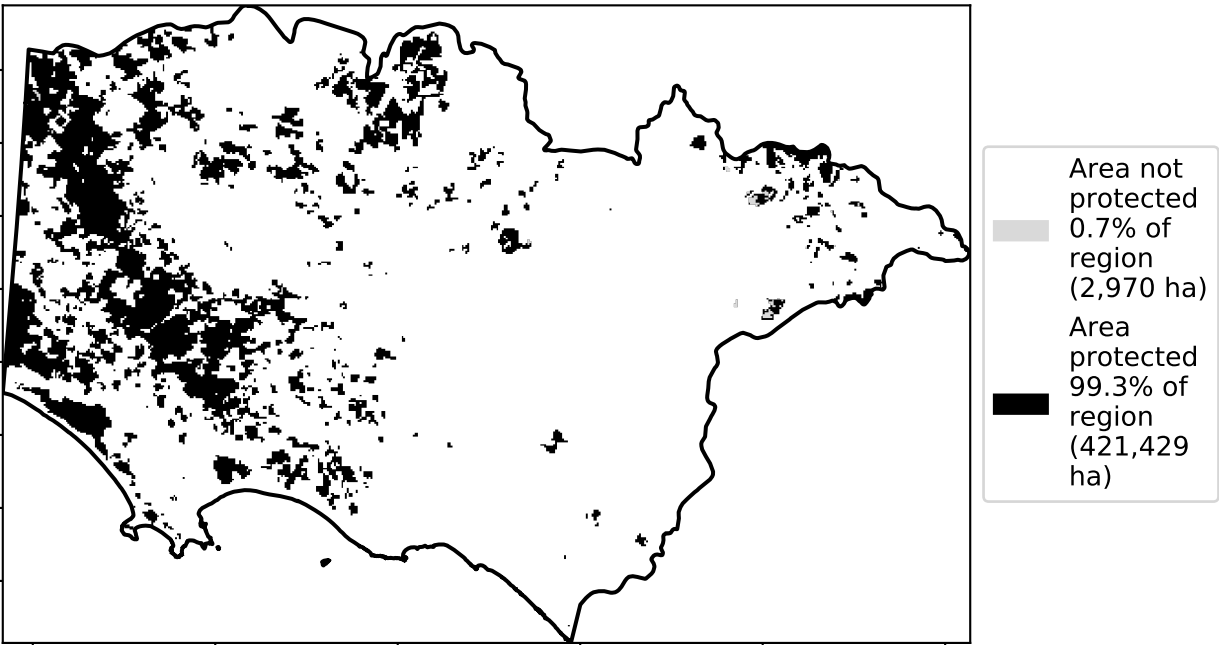 Area not
protected
0.7% of
region
(2,970 ha)
Area
protected
99.3% of
region
(421,429
ha)